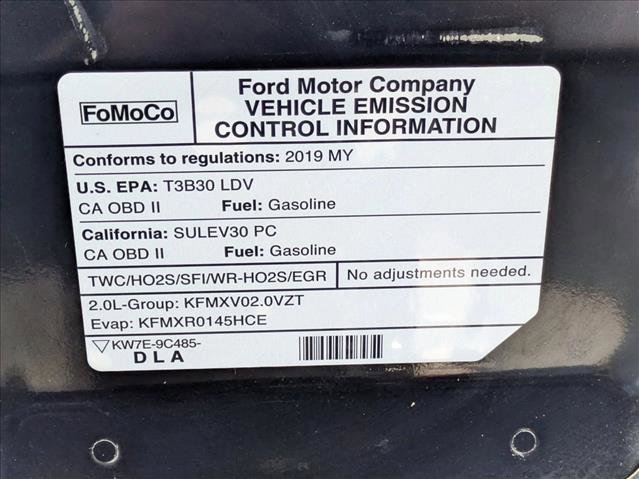 FoMoCo
Ford Motor Company
VEHICLE EMISSION
CONTROL INFORMATION
Conforms to regulations: 2019 MY
U.S. EPA: T3B30 LDV
CA OBD II Fuel: Gasoline
California: SULEV30 PC
CA OBD II Fuel: Gasoline
TWC/HO2S/SFI/WR-HO2S/EGR No adjustments needed.
2.0L-Group: KFMXV02.0VZT
Evap: KFMXR0145HCE
KW7E-9C485-
DLA